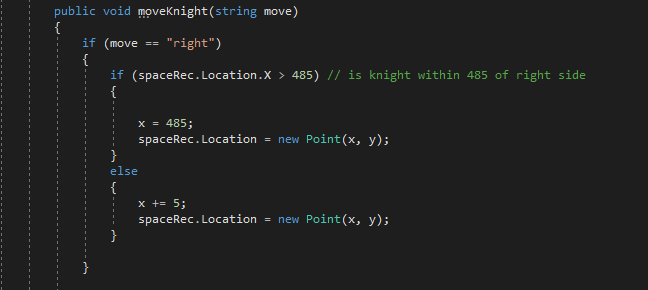 public void moveKnight(string move)
{
if (move == "right")
{
if (spaceRec.Location.X > 485) // is knight within 485 of right side
{
x = 485;
spaceRec.Location = new Point(x, y);
}
else
{
x += 5;
spaceRec.Location = new Point(x, y);
}
}